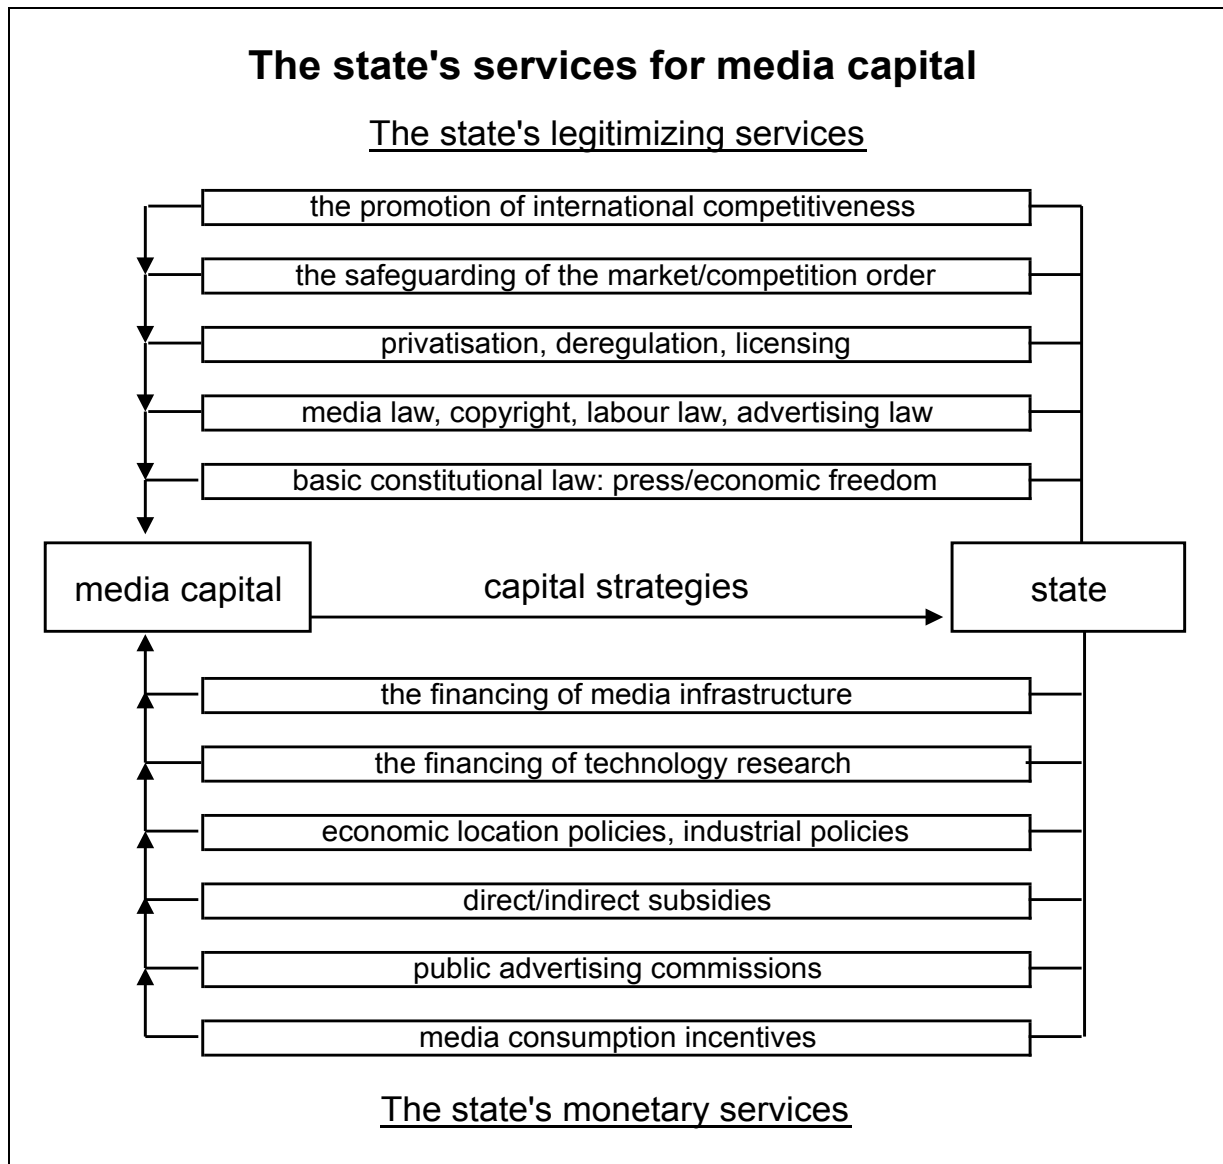 The state's services for media capital
The state's legitimizing services
the promotion of international competitiveness
the safeguarding of the market/competition order
privatisation, deregulation, licensing
media law, copyright, labour law, advertising law
basic constitutional law: press/economic freedom
media capital
capital strategies
state
the financing of media infrastructure
the financing of technology research
economic location policies, industrial policies
direct/indirect subsidies
public advertising commissions
media consumption incentives
The state's monetary services